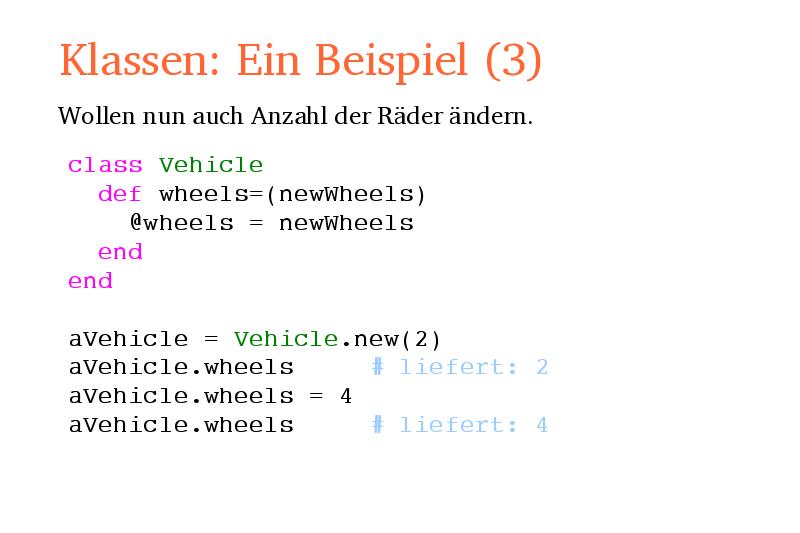 Klassen: Ein Beispiel (3)
Wollen nun auch Anzahl der Räder ändern.
class Vehicle
  def wheels=(newWheels)
    @wheels = newWheels
  end
end

aVehicle = Vehicle.new(2)
aVehicle.wheels     # liefert: 2
aVehicle.wheels = 4
aVehicle.wheels     # liefert: 4